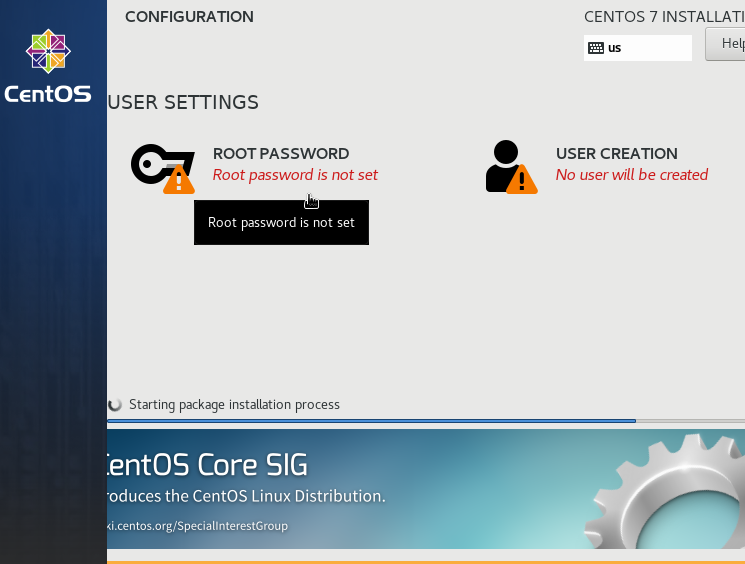 CentOS
CONFIGURATION
CENTOS 7 INSTALLATI
us
Help
USER SETTINGS
ROOT PASSWORD
Root password is not set
USER CREATION
No user will be created
Root password is not set
Starting package installation process
CentOS Core SIG
roduces the CentOS Linux Distribution.
ki.centos.org/SpecialInterestGroup